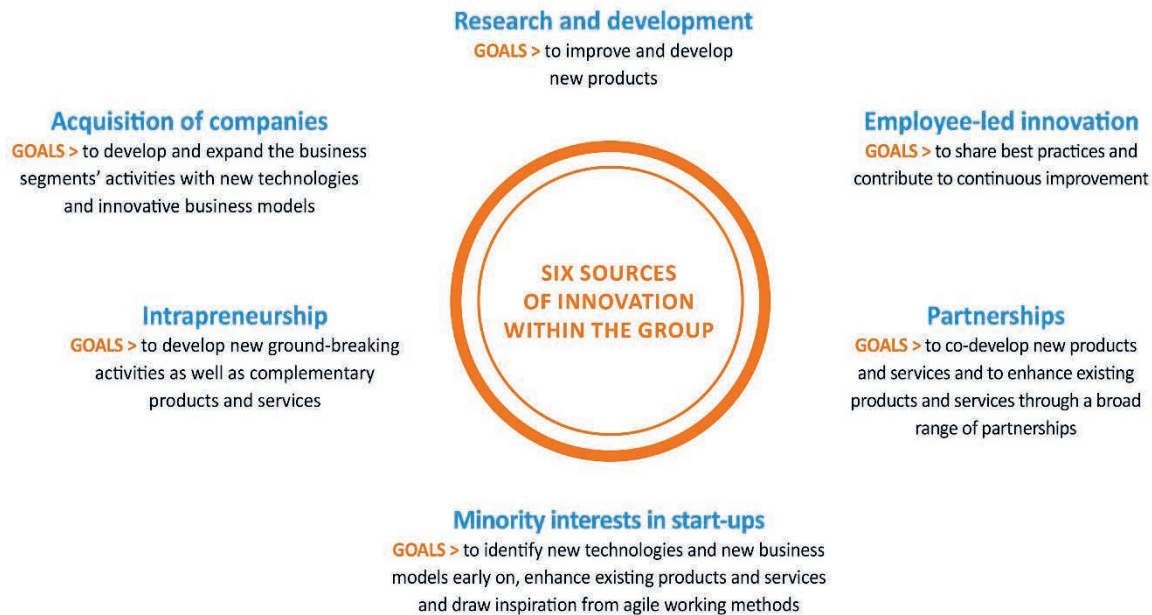 Research and development
GOALS > to improve and develop
new products
Acquisition of companies
GOALS > to develop and expand the business
segments’ activities with new technologies
and innovative business models
Employee-led innovation
GOALS > to share best practices and
contribute to continuous improvement
SIX SOURCES
OF INNOVATION
WITHIN THE GROUP
Intrapreneurship
GOALS > to develop new ground-breaking
activities as well as complementary
products and services
Partnerships
GOALS > to co-develop new products
and services and to enhance existing
products and services through a broad
range of partnerships
Minority interests in start-ups
GOALS > to identify new technologies and new business
models early on, enhance existing products and services
and draw inspiration from agile working methods